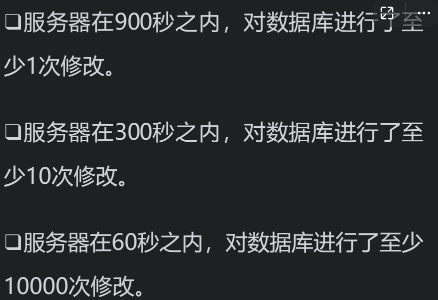 ❏服务器在900秒之内，对数据库进行了至
少1次修改。
❏服务器在300秒之内，对数据库进行了至
少10次修改。
❏服务器在60秒之内，对数据库进行了至少
10000次修改。